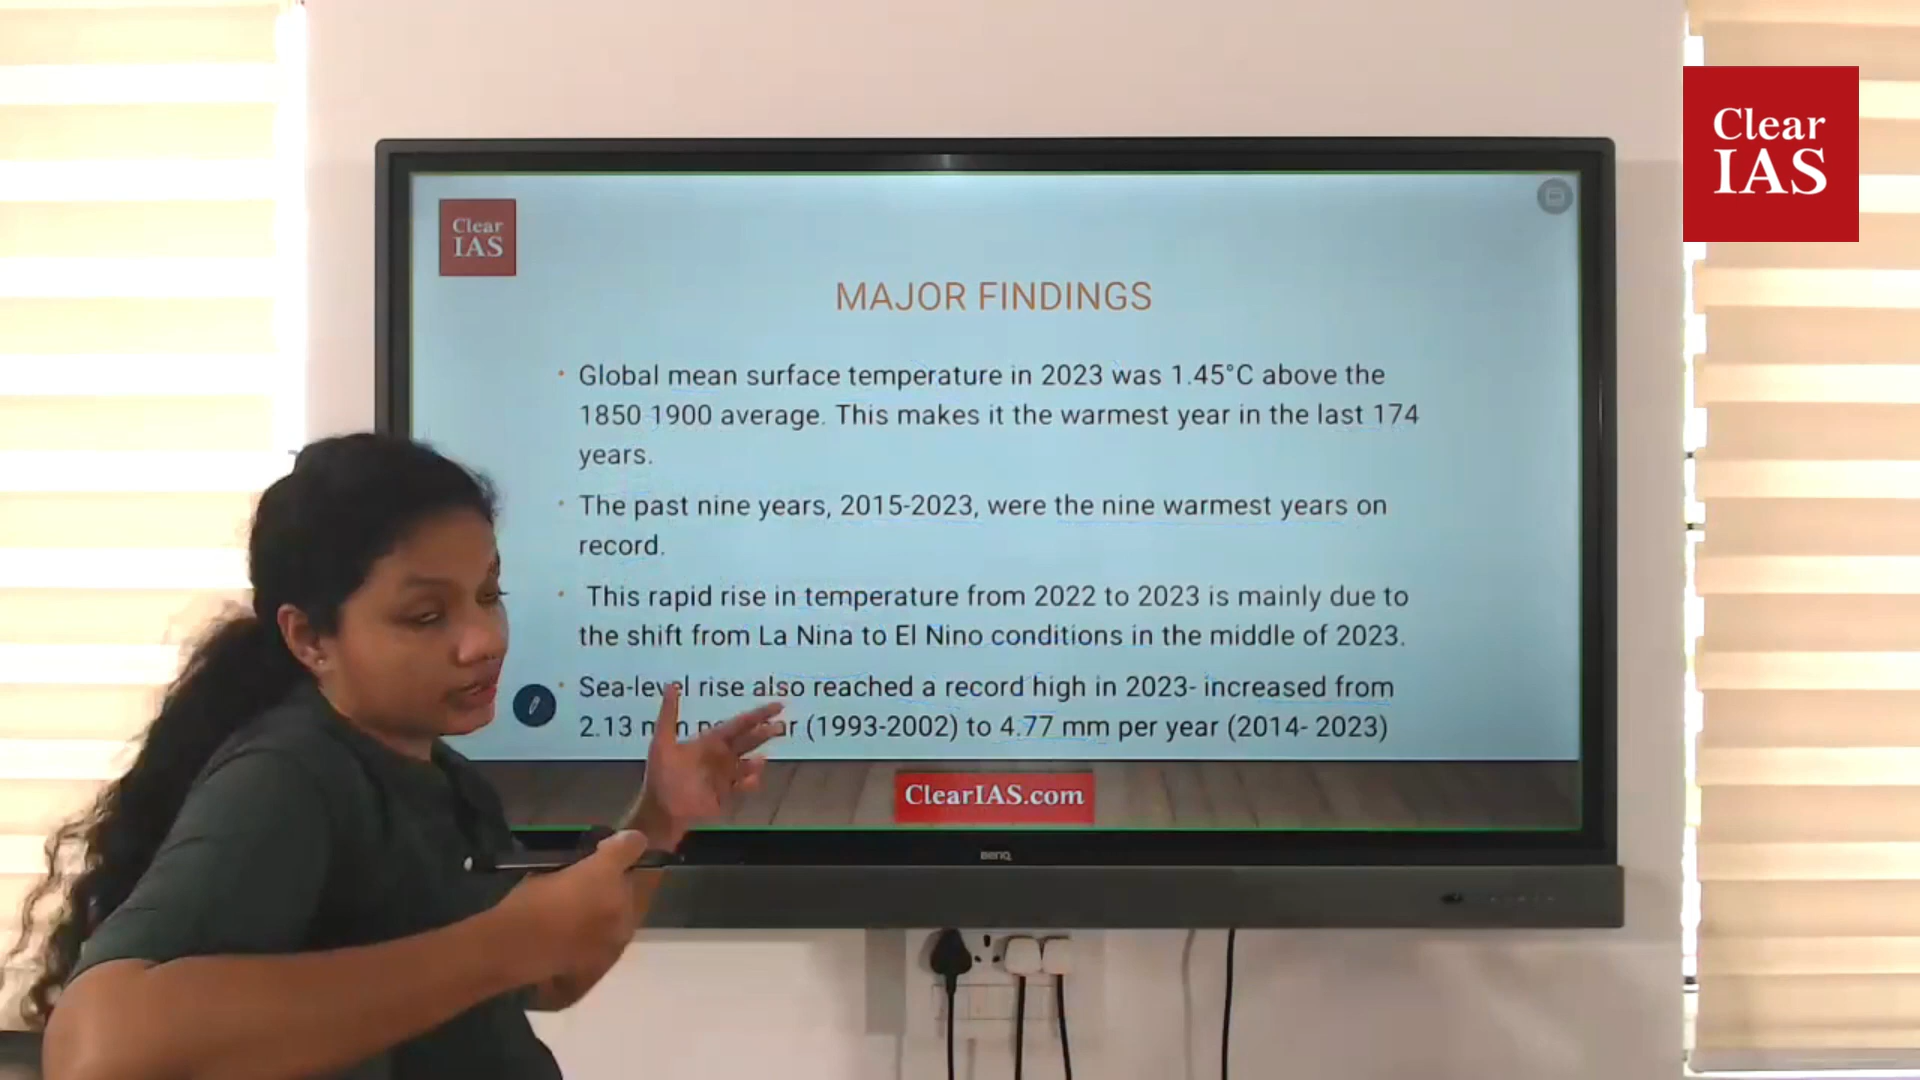 Clear
IAS
Clear
IAS
MAJOR FINDINGS
• Global mean surface temperature in 2023 was 1.45°C above the
1850 1900 average. This makes it the warmest year in the last 174
years.
• The past nine years, 2015-2023, were the nine warmest years on
record.
• This rapid rise in temperature from 2022 to 2023 is mainly due to
the shift from La Nina to El Nino conditions in the middle of 2023.
• Sea-level rise also reached a record high in 2023- increased from
2.13 (1993-2002) to 4.77 mm per year (2014- 2023)
ClearIAS.com
BenQ